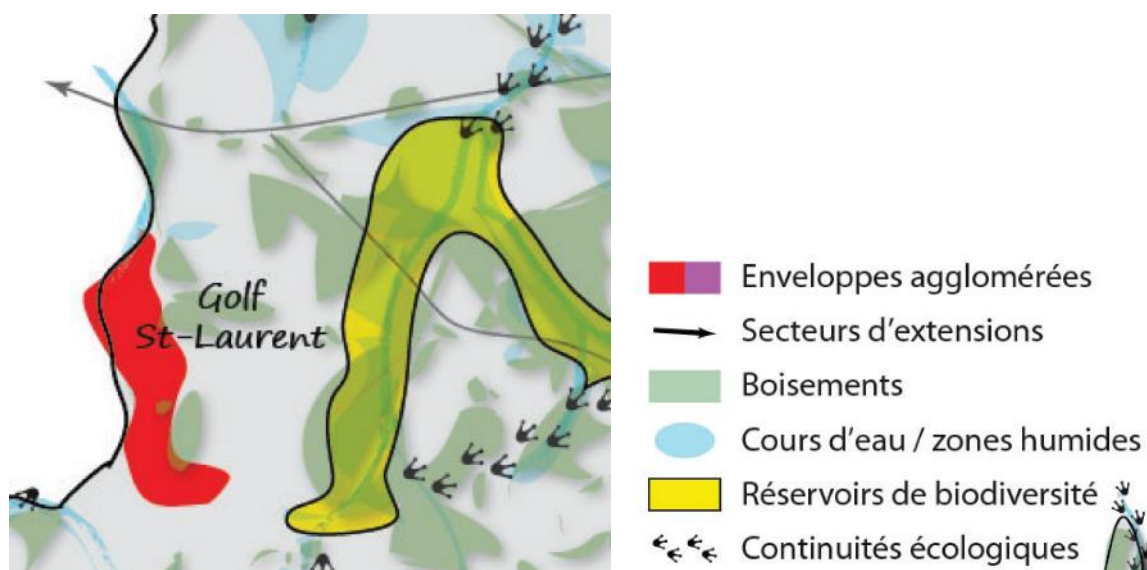 Golf
St-Laurent
Enveloppes agglomérées
Secteurs d'extensions
Boisements
Cours d'eau / zones humides
Réservoirs de biodiversité
Continuités écologiques